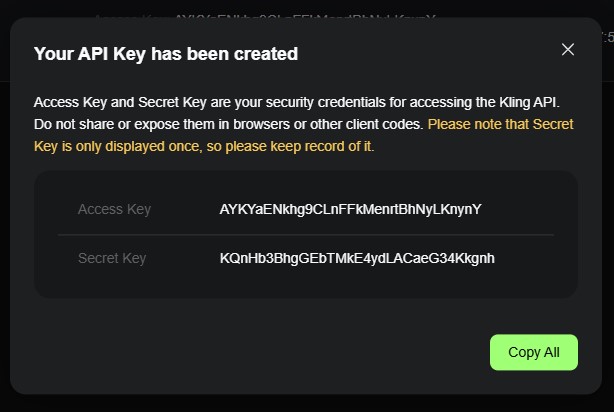 Your API Key has been created
Access Key and Secret Key are your security credentials for accessing the Kling API.
Do not share or expose them in browsers or other client codes. Please note that Secret
Key is only displayed once, so please keep record of it.
Access Key AYKYaENkhg9CLnFFkMenrtBhNyLKnynY
Secret Key KQnHb3BhgGEbTMkE4ydLACaeG34Kkgnh
Copy All